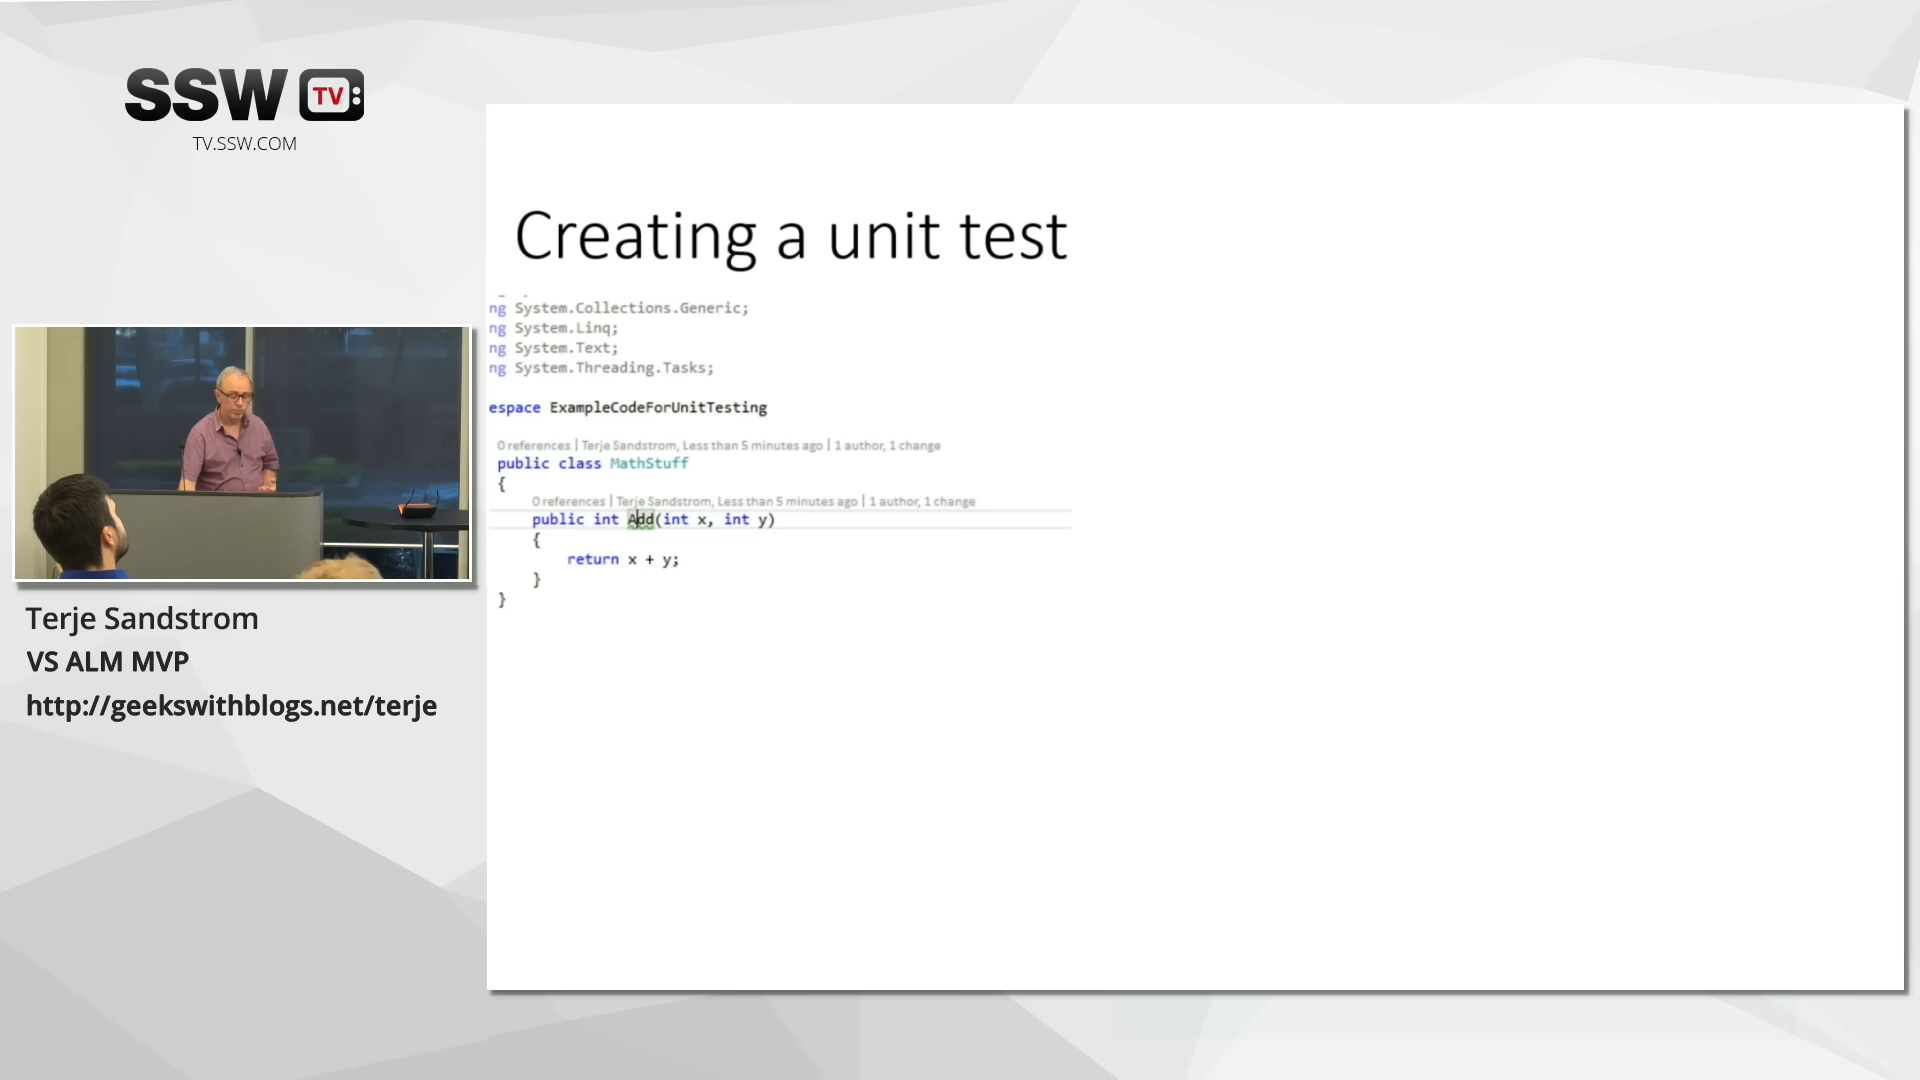 SSW TV
TV.SSW.COM
Creating a unit test
ng System.Collections.Generic;
ng System.Linq;
ng System.Text;
ng System.Threading.Tasks;
espace ExampleCodeForUnitTesting
0 references | Terje Sandstrom, Less than 5 minutes ago | 1 author, 1 change
public class MathStuff
{
0 references | Terje Sandstrom, Less than 5 minutes ago | 1 author, 1 change
public int Add(int x, int y)
{
return x + y;
}
}
Terje Sandstrom
VS ALM MVP
http://geekswithblogs.net/terje